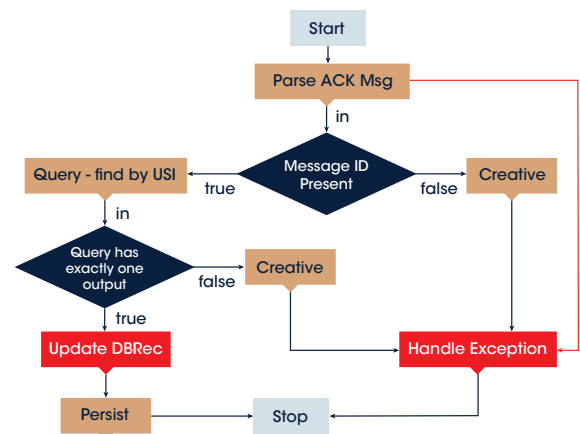 Start
Parse ACK Msg
in
Message ID
Present
Query - find by USI
true
false
Creative
in
Query has
exactly one
output
Creative
false
true
Update DBRec
Handle Exception
Persist
Stop